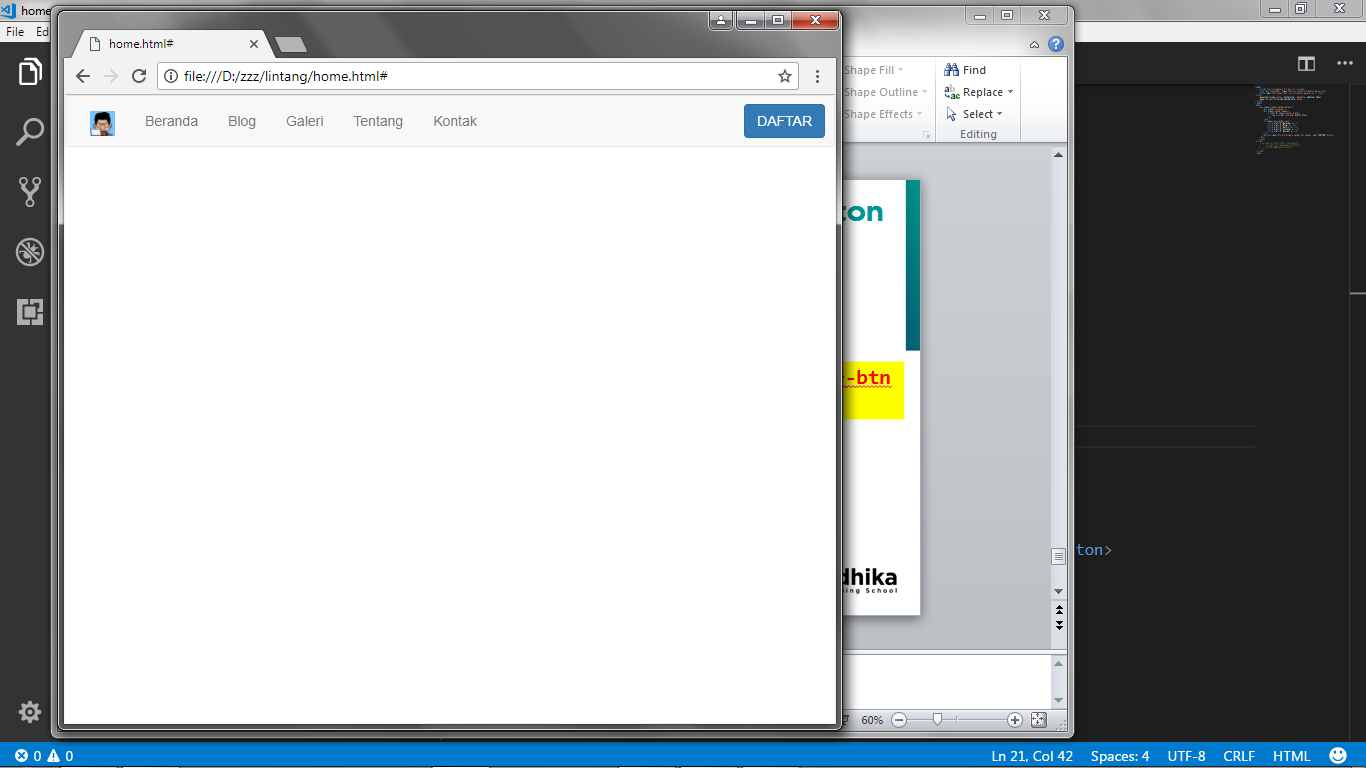 home
File Ed
home.html#
file:///D:/zzz/lintang/home.html#
Beranda Blog Galeri Tentang Kontak DAFTAR
Shape Fill Find
Shape Outline Replace
Shape Effects Select
Editing
ton
-btn
dhika
ing School
ton>
60%
0 0 Ln 21, Col 42 Spaces: 4 UTF-8 CRLF HTML